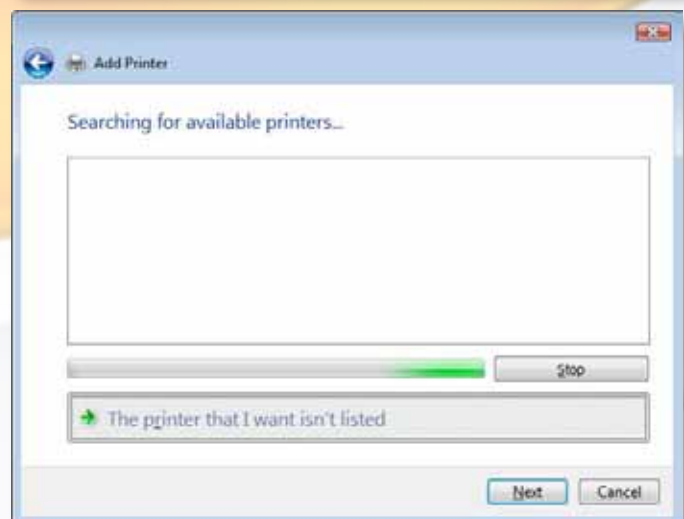 Add Printer
Searching for available printers...
Stop
The printer that I want isn't listed
Next
Cancel